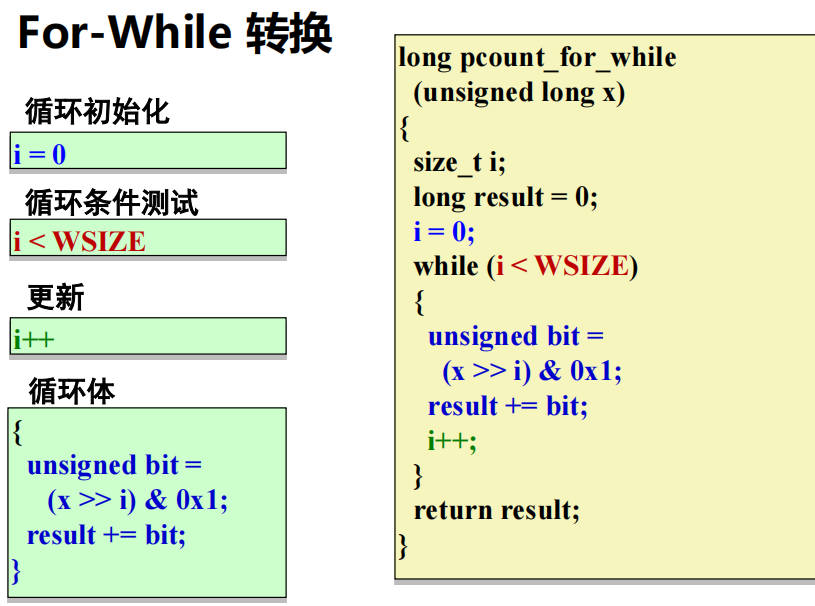 For-While 转换
循环初始化
i = 0
循环条件测试
i < WSIZE
更新
i++
循环体
{
unsigned bit =
(x >> i) & 0x1;
result += bit;
}
long pcount_for_while
(unsigned long x)
{
size_t i;
long result = 0;
i = 0;
while (i < WSIZE)
{
unsigned bit =
(x >> i) & 0x1;
result += bit;
i++;
}
return result;
}